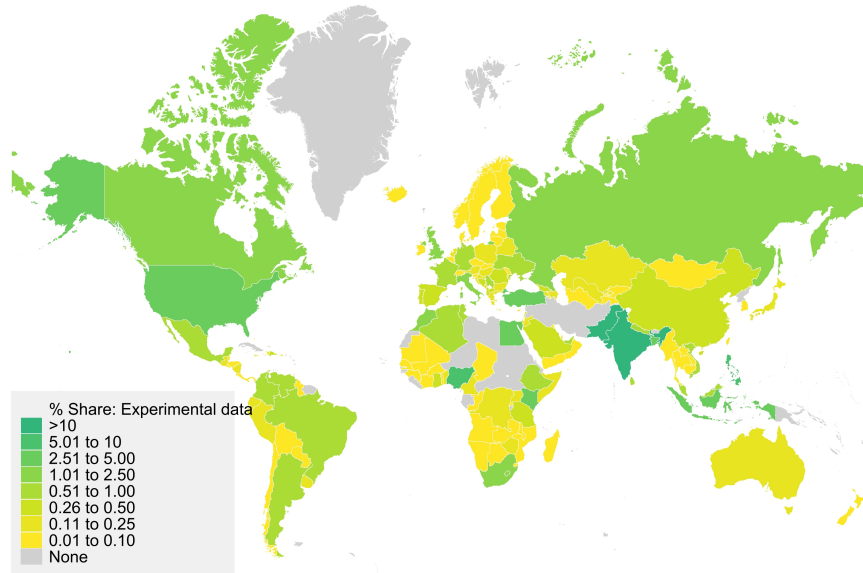 % Share: Experimental data
>10
5.01 to 10
2.51 to 5.00
1.01 to 2.50
0.51 to 1.00
0.26 to 0.50
0.11 to 0.25
0.01 to 0.10
None